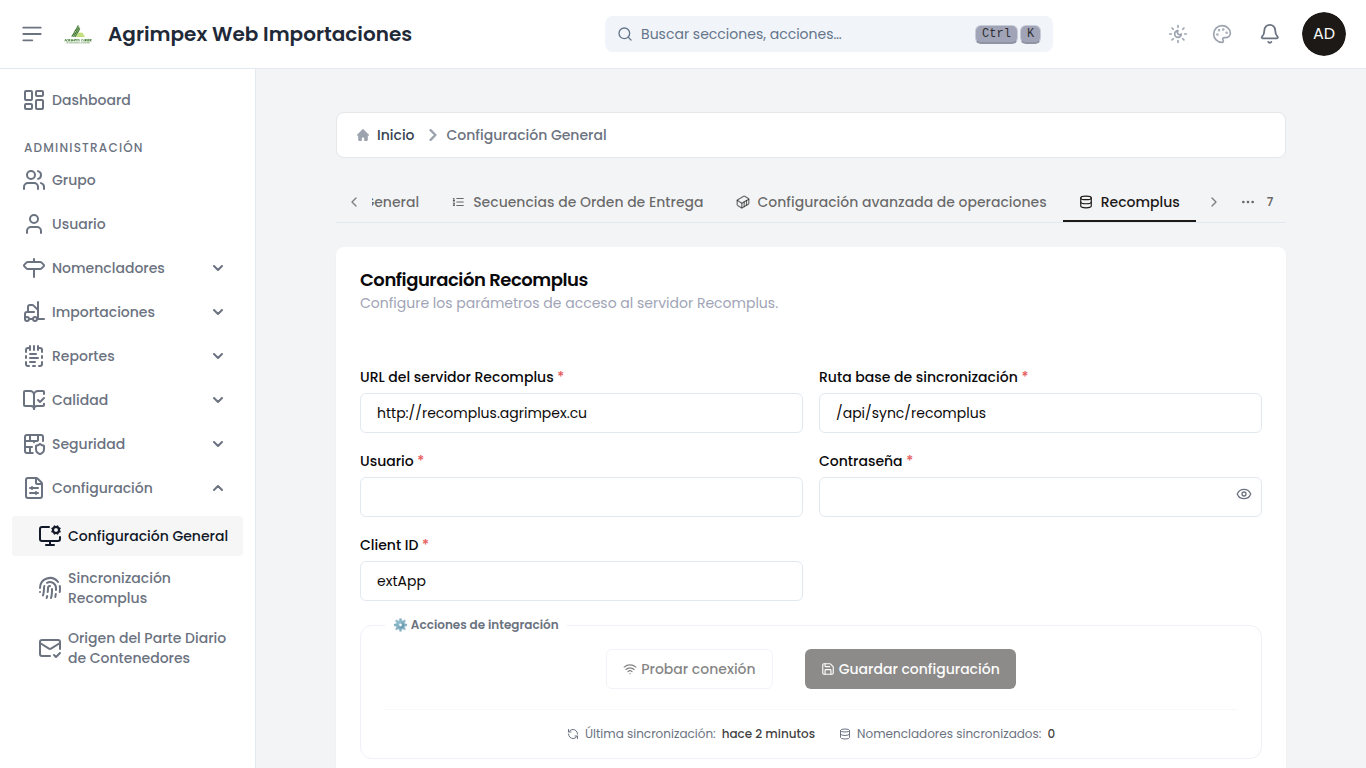 Agrimpex Web Importaciones
Buscar secciones, acciones...
Ctrl K
AD
Dashboard
ADMINISTRACIÓN
Grupo
Usuario
Nomencladores
Importaciones
Reportes
Calidad
Seguridad
Configuración
Configuración General
Sincronización
Recomplus
Origen del Parte Diario
de Contenedores
Inicio
Configuración General
General
Secuencias de Orden de Entrega
Configuración avanzada de operaciones
Recomplus
··· 7
Configuración Recomplus
Configure los parámetros de acceso al servidor Recomplus.
URL del servidor Recomplus *
Ruta base de sincronización *
http://recomplus.agrimpex.cu
/api/sync/recomplus
Usuario *
Contraseña *
Client ID *
extApp
Acciones de integración
Probar conexión
Guardar configuración
Última sincronización: hace 2 minutos
Nomencladores sincronizados: 0